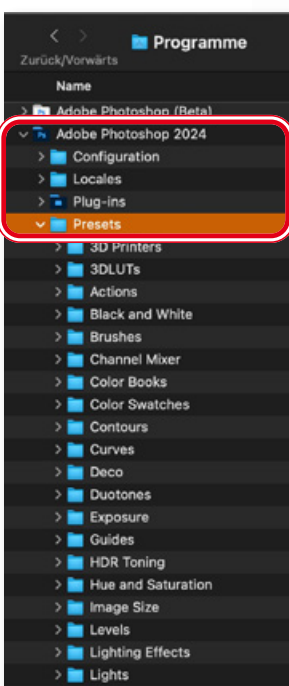 Programme
Zurück/Vorwärts
Name
Adobe Photoshop (Beta)
Adobe Photoshop 2024
Configuration
Locales
Plug-ins
Presets
3D Printers
3DLUTs
Actions
Black and White
Brushes
Channel Mixer
Color Books
Color Swatches
Contours
Curves
Deco
Duotones
Exposure
Guides
HDR Toning
Hue and Saturation
Image Size
Levels
Lighting Effects
Lights